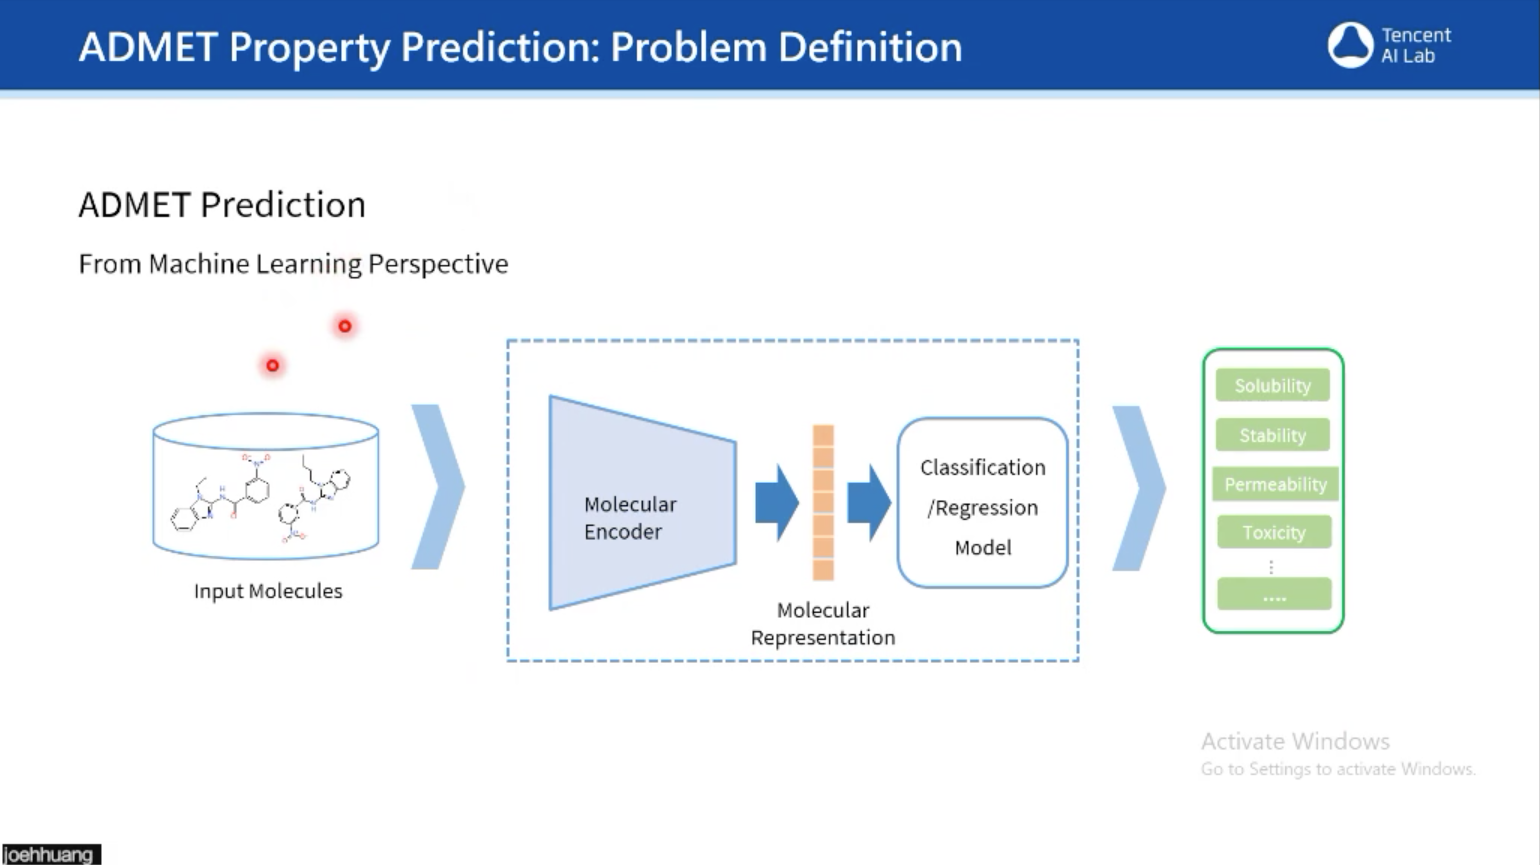 ADMET Property Prediction: Problem Definition
Tencent
AI Lab
ADMET Prediction
From Machine Learning Perspective
Input Molecules
Molecular
Encoder
Molecular
Representation
Classification
/Regression
Model
Solubility
Stability
Permeability
Toxicity
....
Activate Windows
Go to Settings to activate Windows.
joehhuang